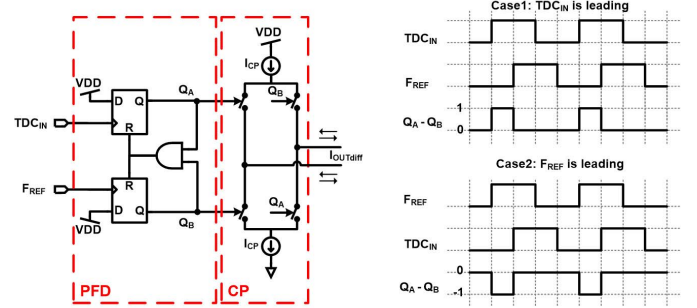 Case1: TDC_IN is leading
VDD
I_CP
VDD
D Q
Q_A
Q_B
TDC_IN
R
I_OUTdiff
F_REF
R
D Q
Q_A
Q_B
VDD
I_CP
PFD
CP
TDC_IN
F_REF
1
Q_A - Q_B
0
Case2: F_REF is leading
F_REF
TDC_IN
0
Q_A - Q_B
-1